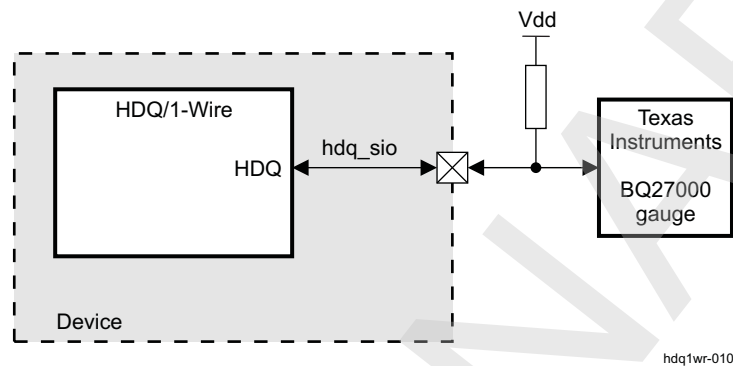 Vdd
HDQ/1-Wire
hdq_sio
HDQ
Texas
Instruments
BQ27000
gauge
Device
hdq1wr-010